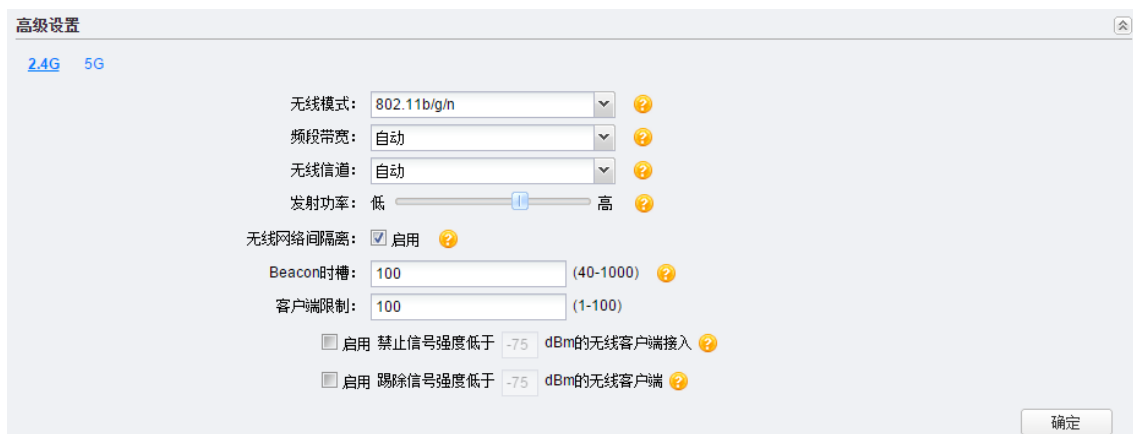 高级设置
2.4G 5G
无线模式: 802.11b/g/n
频段带宽: 自动
无线信道: 自动
发射功率: 低 高
无线网络间隔离: 启用
Beacon时槽: 100 (40-1000)
客户端限制: 100 (1-100)
启用 禁止信号强度低于 -75 dBm的无线客户端接入
启用 踢除信号强度低于 -75 dBm的无线客户端
确定